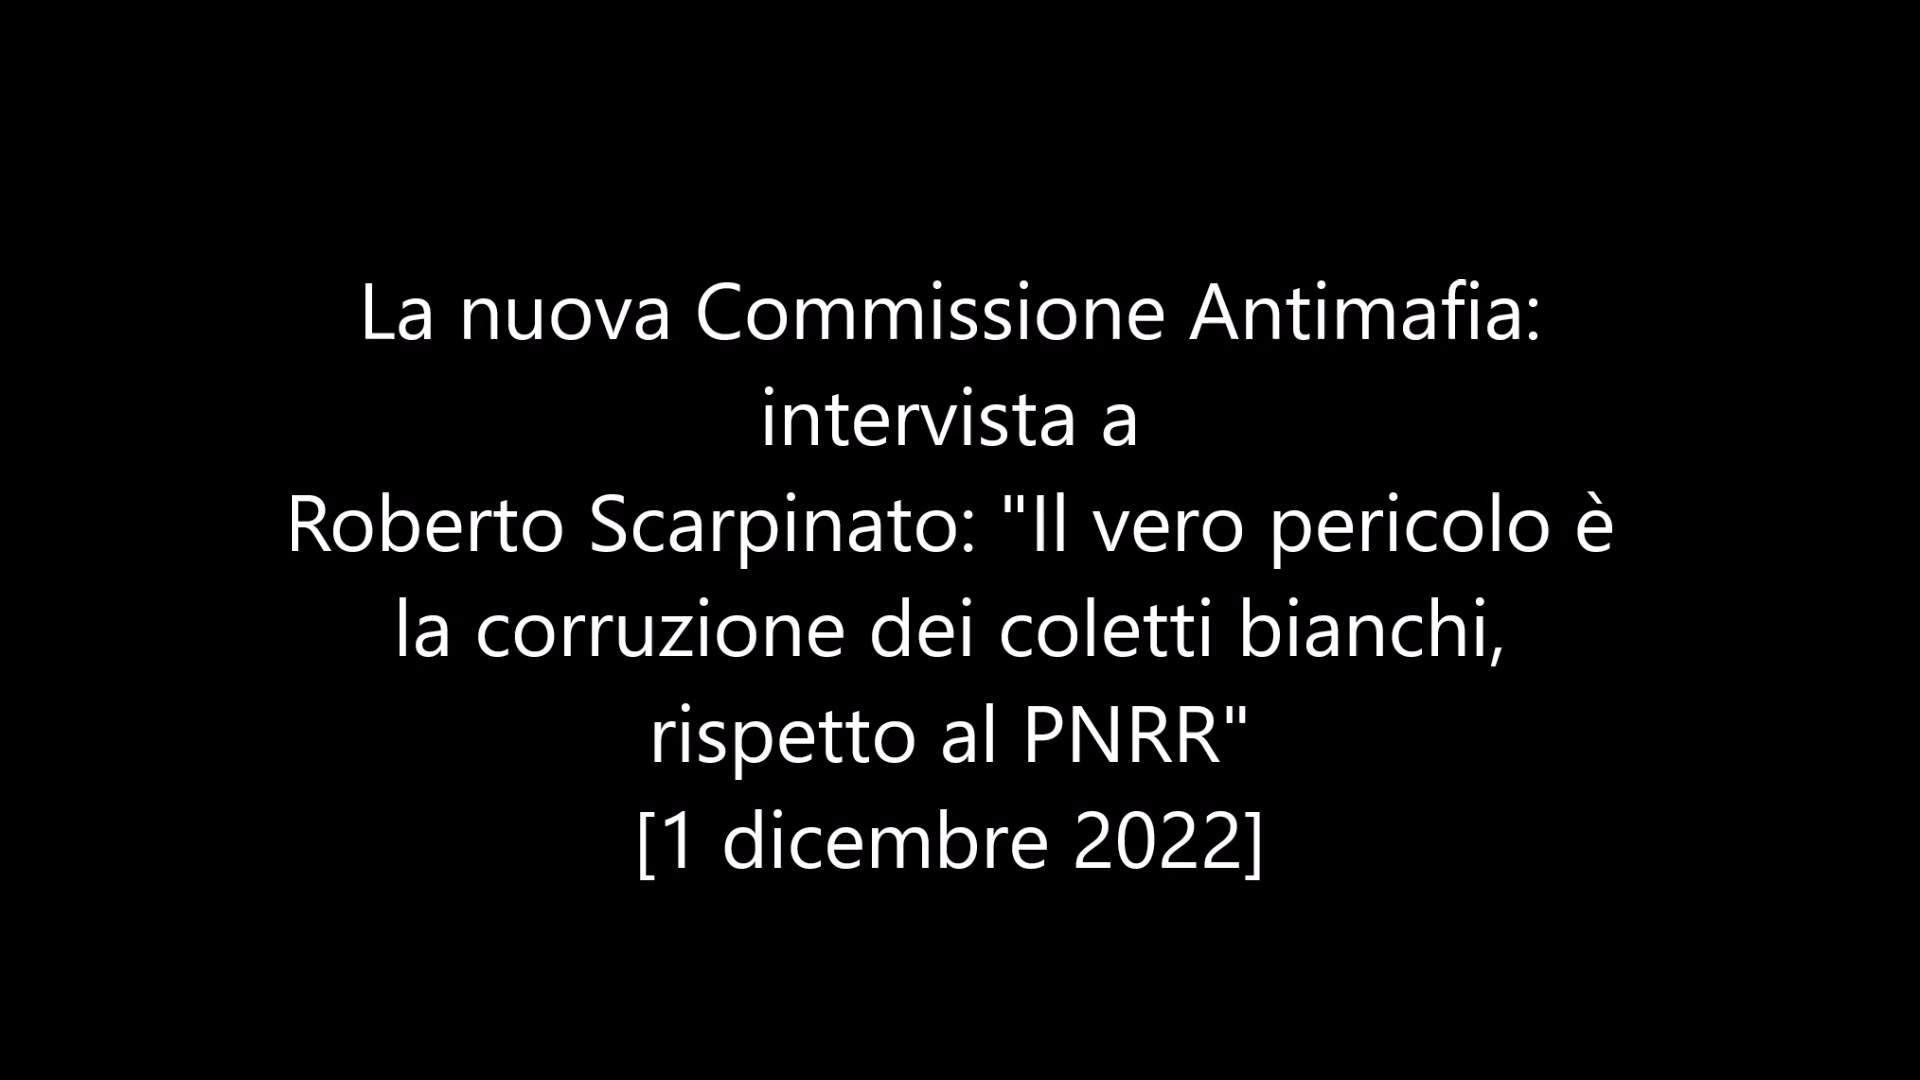 La nuova Commissione Antimafia:
intervista a
Roberto Scarpinato: "Il vero pericolo è
la corruzione dei coletti bianchi,
rispetto al PNRR"
[1 dicembre 2022]